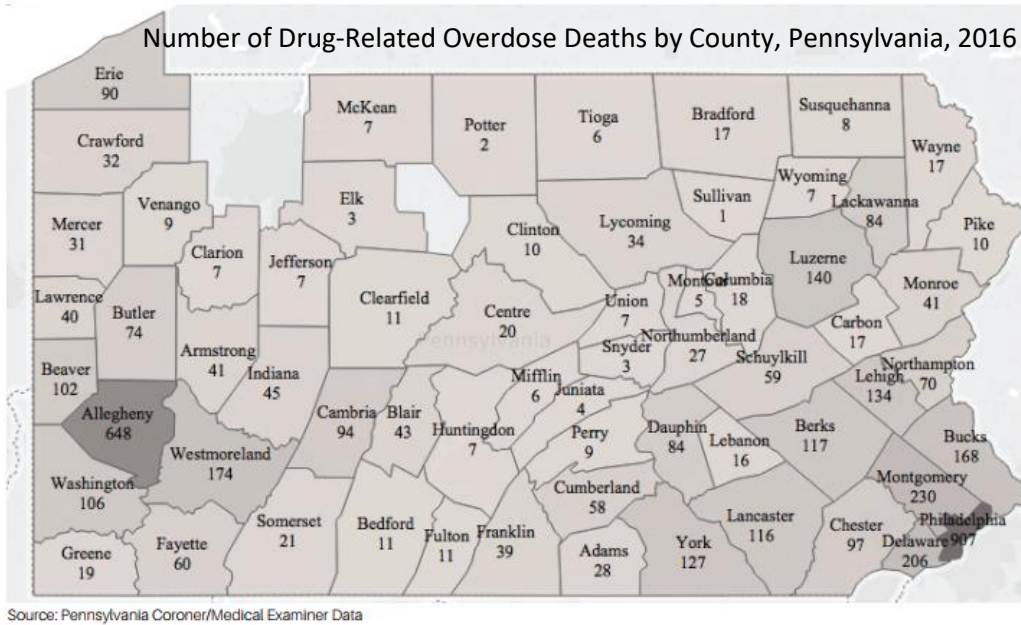 Number of Drug-Related Overdose Deaths by County, Pennsylvania, 2016
Erie
90
Crawford
32
Mercer
31
Venango
9
McKean
7
Potter
2
Tioga
6
Bradford
17
Susquehanna
8
Wayne
17
Wyoming
7
Lackawanna
84
Pike
10
Elk
3
Clinton
10
Lycoming
34
Sullivan
1
Clarion
7
Jefferson
7
Clearfield
11
Centre
20
Pennsylvania
Union
7
Montour
5
Columbia
18
Luzerne
140
Monroe
41
Carbon
17
Lawrence
40
Butler
74
Armstrong
41
Indiana
45
Beaver
102
Allegheny
648
Westmoreland
174
Washington
106
Greene
19
Fayette
60
Cambria
94
Blair
43
Huntingdon
7
Mifflin
6
Juniata
4
Snyder
3
Northumberland
27
Schuylkill
59
Lehigh
134
Northampton
70
Perry
9
Dauphin
84
Lebanon
16
Berks
117
Bucks
168
Montgomery
230
Philadelphia
907
Delaware
206
Chester
97
Lancaster
116
York
127
Cumberland
58
Adams
28
Franklin
39
Fulton
11
Bedford
11
Somerset
21
Source: Pennsylvania Coroner/Medical Examiner Data